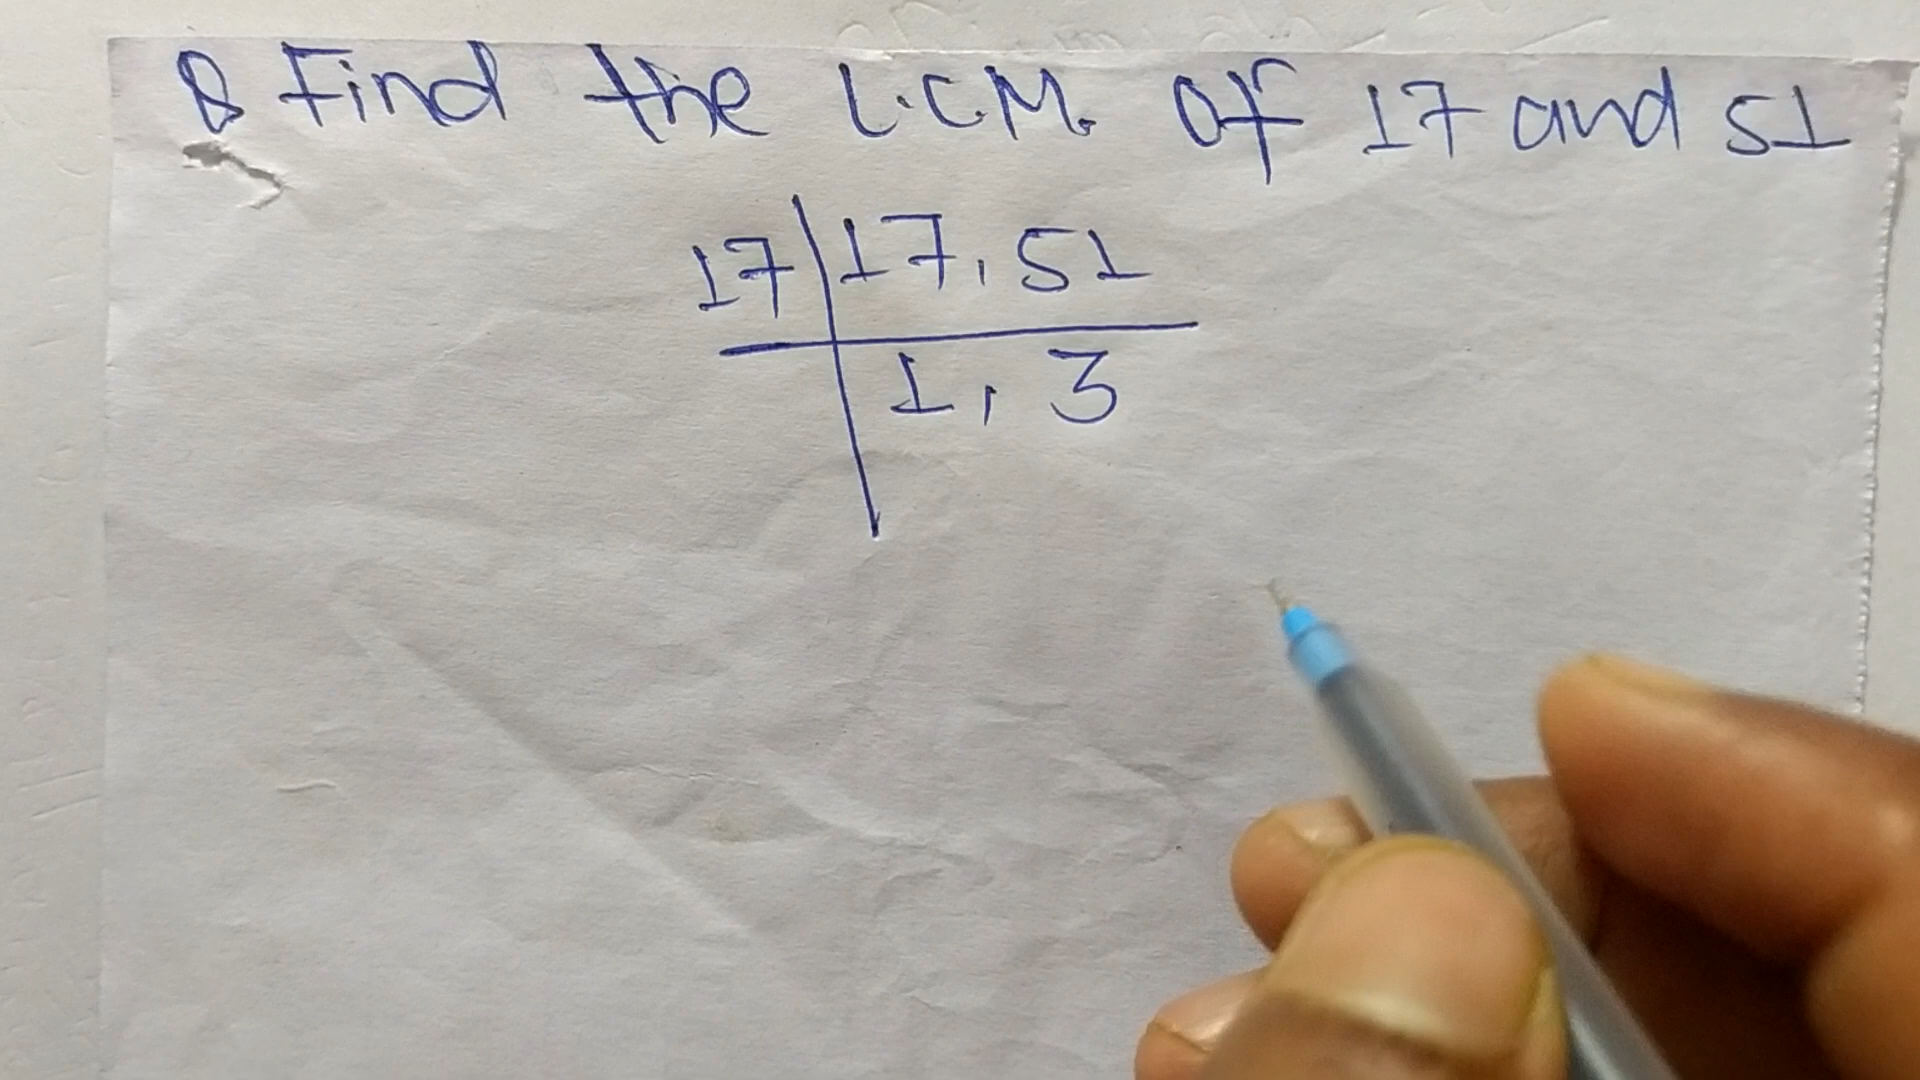 Q Find the L.C.M. of 17 and 51
17 | 17, 51
1, 3